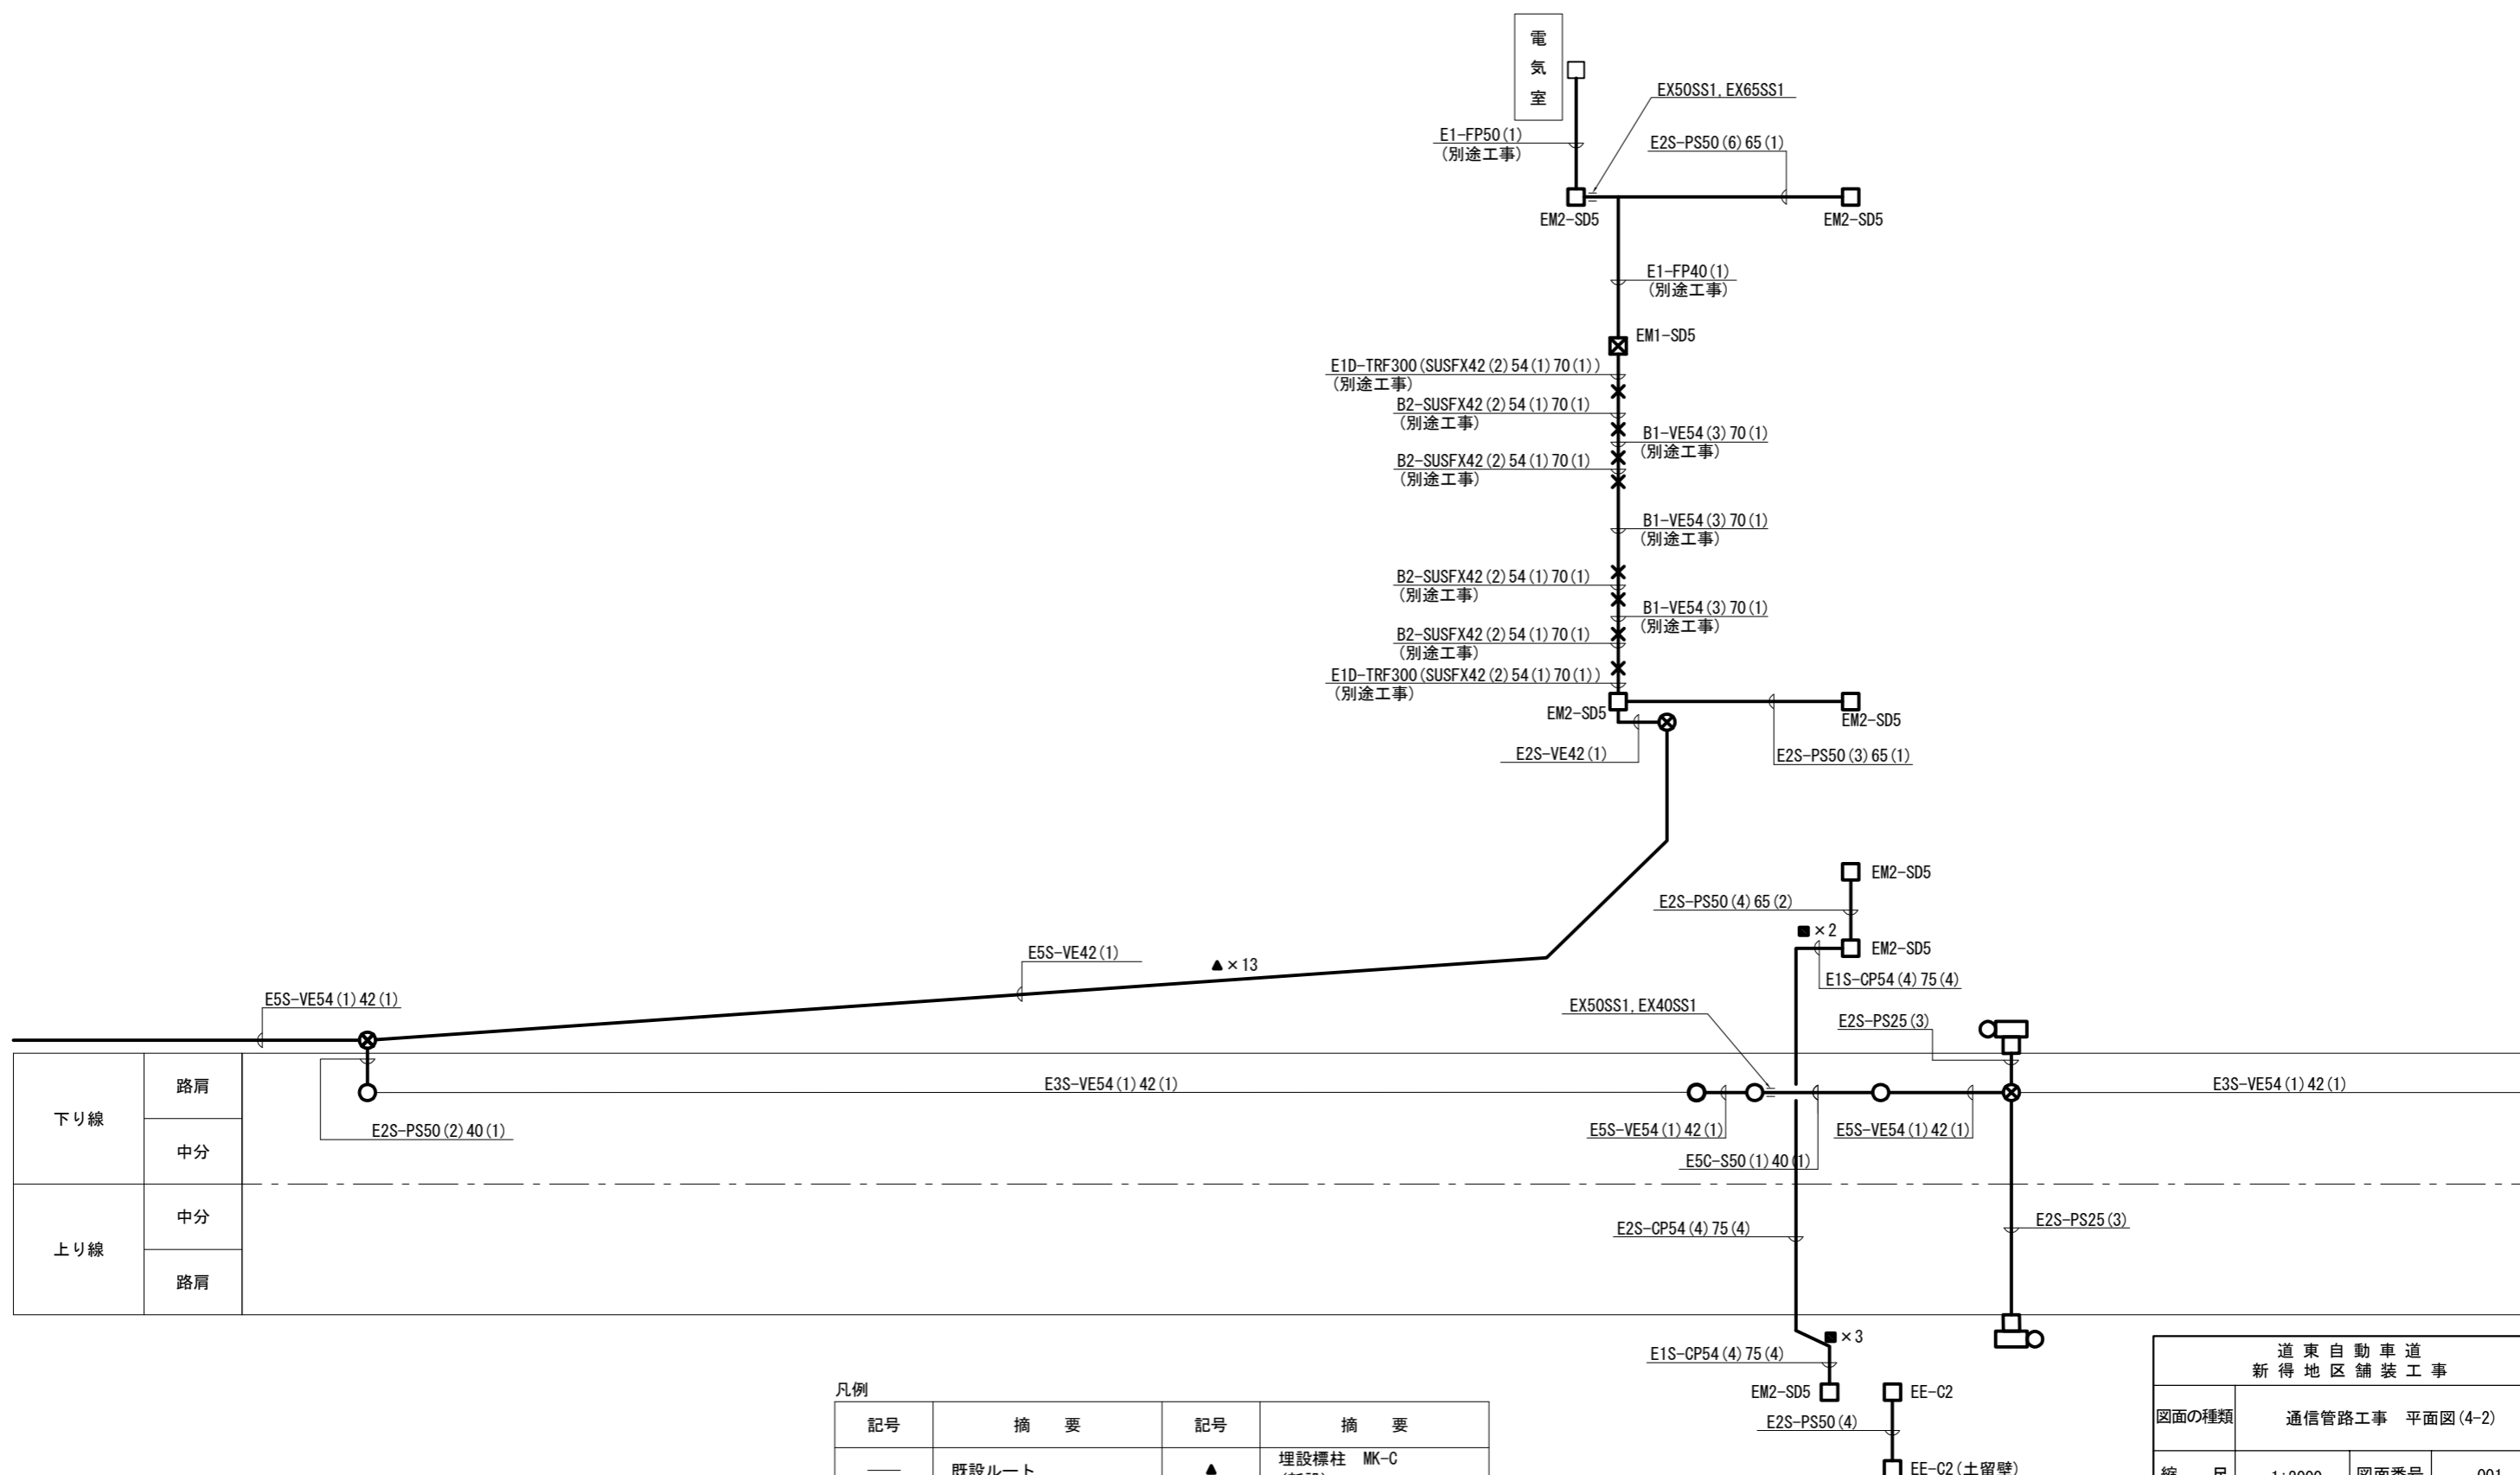 電気室
EX50SS1, EX65SS1
E1-FP50(1)
(別途工事)
E2S-PS50(6)65(1)
EM2-SD5
EM2-SD5
E1-FP40(1)
(別途工事)
EM1-SD5
E1D-TRF300(SUSFX42(2)54(1)70(1))
(別途工事)
B2-SUSFX42(2)54(1)70(1)
(別途工事)
B1-VE54(3)70(1)
(別途工事)
B2-SUSFX42(2)54(1)70(1)
(別途工事)
B1-VE54(3)70(1)
(別途工事)
B2-SUSFX42(2)54(1)70(1)
(別途工事)
B1-VE54(3)70(1)
(別途工事)
B2-SUSFX42(2)54(1)70(1)
(別途工事)
E1D-TRF300(SUSFX42(2)54(1)70(1))
(別途工事)
EM2-SD5
EM2-SD5
E2S-VE42(1)
E2S-PS50(3)65(1)
EM2-SD5
E2S-PS50(4)65(2)
■×2
EM2-SD5
E5S-VE42(1)
▲×13
E1S-CP54(4)75(4)
E5S-VE54(1)42(1)
EX50SS1, EX40SS1
E2S-PS25(3)
下り線
路肩
E3S-VE54(1)42(1)
E3S-VE54(1)42(1)
E2S-PS50(2)40(1)
E5S-VE54(1)42(1)
E5S-VE54(1)42(1)
中分
E5C-S50(1)40(1)
上り線
中分
E2S-CP54(4)75(4)
E2S-PS25(3)
路肩
■×3
E1S-CP54(4)75(4)
EM2-SD5
EE-C2
E2S-PS50(4)
EE-C2(土留壁)
凡例
記号 摘要 記号 摘要
既設ルート ▲ 埋設標柱 MK-C
道東自動車道
新得地区舗装工事
図面の種類 通信管路工事 平面図(4-2)
縮尺 1:2000 図面番号 001